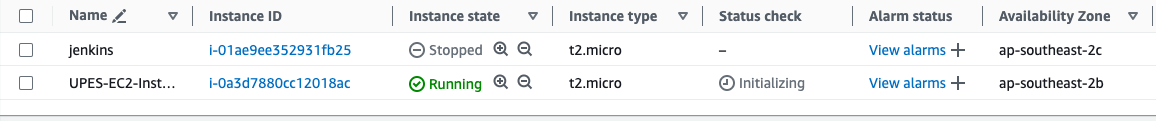 Name Instance ID Instance state Instance type Status check Alarm status Availability Zone
jenkins i-01ae9ee352931fb25 Stopped t2.micro – View alarms + ap-southeast-2c
UPES-EC2-Inst... i-0a3d7880cc12018ac Running t2.micro Initializing View alarms + ap-southeast-2b